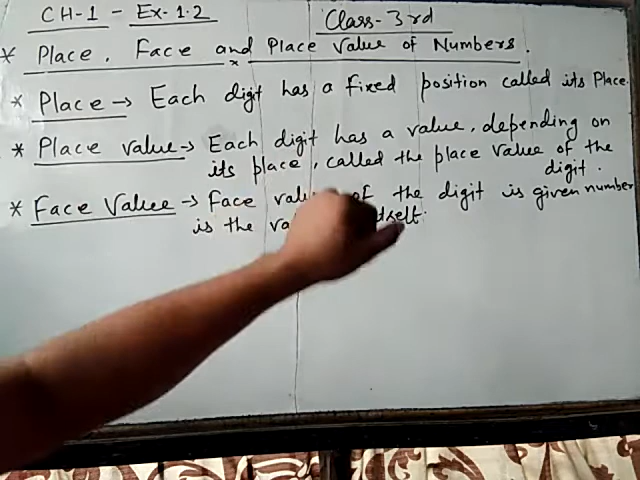 CH-1 - Ex-1.2 Class-3rd
* Place, Face and Place Value of Numbers.
* Place → Each digit has a fixed position called its Place.
* Place value → Each digit has a value, depending on
its place, called the place value of the
digit.
* Face Value → Face of the digit is given number
is the